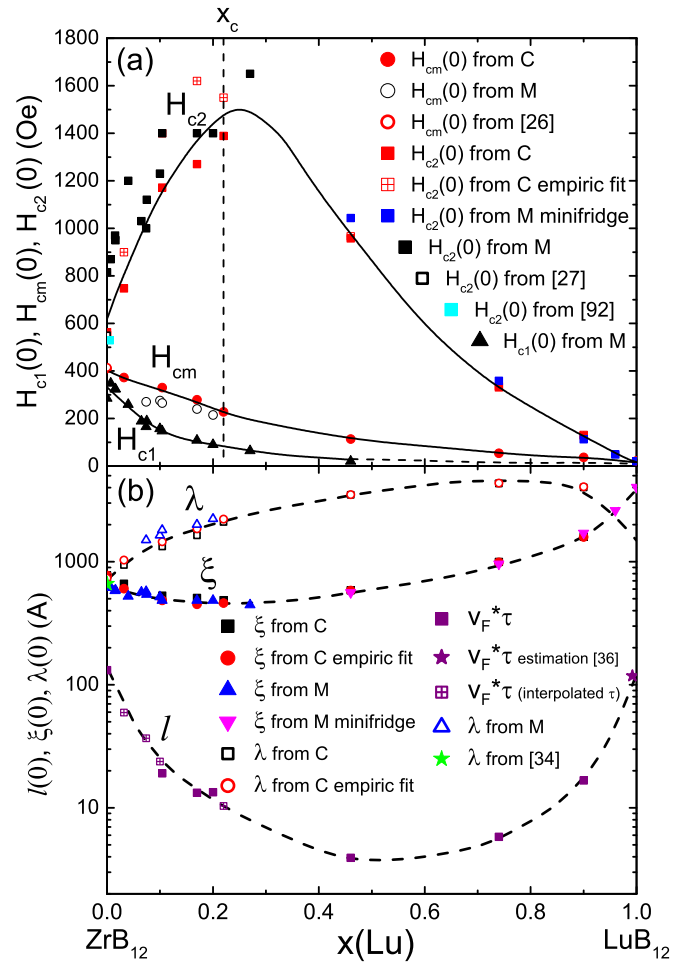 x_c
(a)
H_c1(0), H_cm(0), H_c2(0) (Oe)
1800
1600
1400
1200
1000
800
600
400
200
0
H_c2
H_cm
H_c1
H_cm(0) from C
H_cm(0) from M
H_cm(0) from [26]
H_c2(0) from C
H_c2(0) from C empiric fit
H_c2(0) from M minifridge
H_c2(0) from M
H_c2(0) from [27]
H_c2(0) from [92]
H_c1(0) from M
(b)
l(0), ξ(0), λ(0) (A)
1000
100
10
λ
ξ
l
ξ from C
ξ from C empiric fit
ξ from M
ξ from M minifridge
λ from C
λ from C empiric fit
v_F*τ
v_F*τ estimation [36]
v_F*τ (interpolated τ)
λ from M
λ from [34]
0.0 0.2 0.4 0.6 0.8 1.0
ZrB12 x(Lu) LuB12